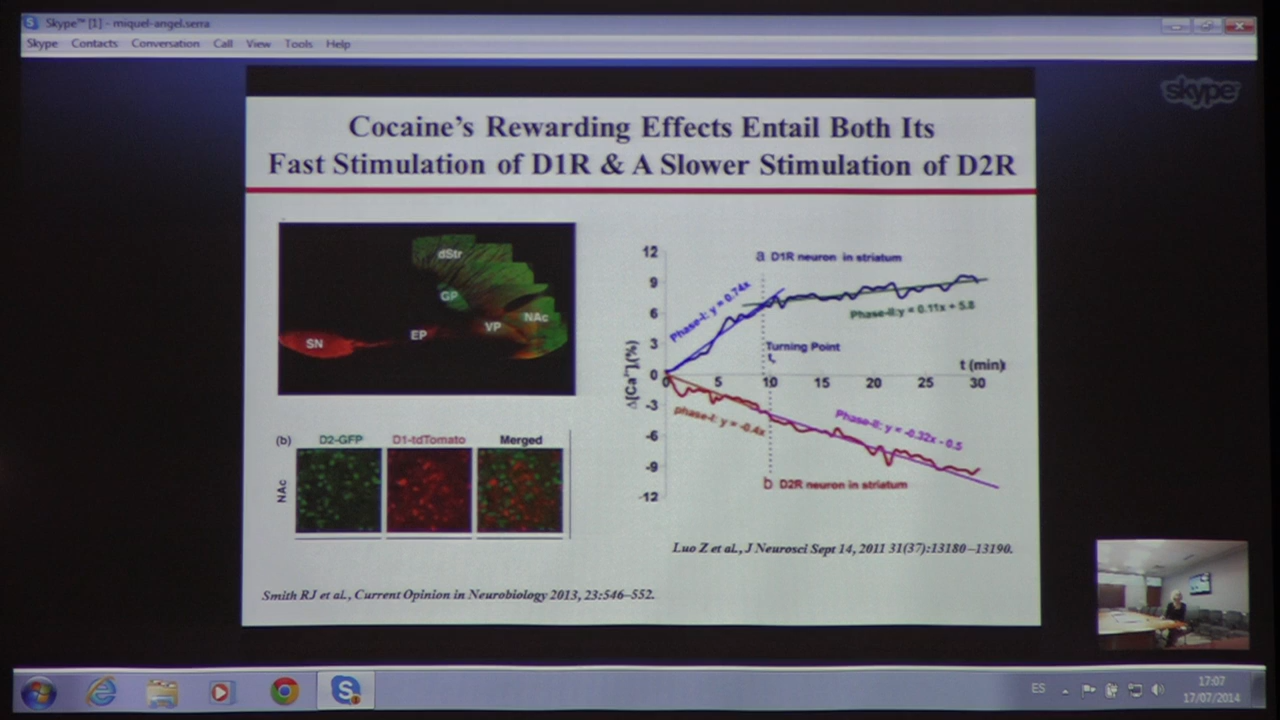 Skype™ [1] - miquel-angel.serra
Skype Contacts Conversation Call View Tools Help
skype
Cocaine's Rewarding Effects Entail Both Its
Fast Stimulation of D1R & A Slower Stimulation of D2R
dStr
GP
NAc
VP
EP
SN
(b) D2-GFP D1-tdTomato Merged
NAc
12
9
6
3
0
-3
-6
-9
-12
Δ[Ca²⁺]ᵢ(%)
a D1R neuron in striatum
Phase-I: y = 0.74x
Phase-II:y = 0.11x + 5.8
Turning Point
t (min)
0 5 10 15 20 25 30
phase-I: y = -0.4x
Phase-II: y = -0.32x - 0.5
b D2R neuron in striatum
Luo Z et al., J Neurosci Sept 14, 2011 31(37):13180–13190.
Smith RJ et al., Current Opinion in Neurobiology 2013, 23:546–552.
ES
17:07
17/07/2014